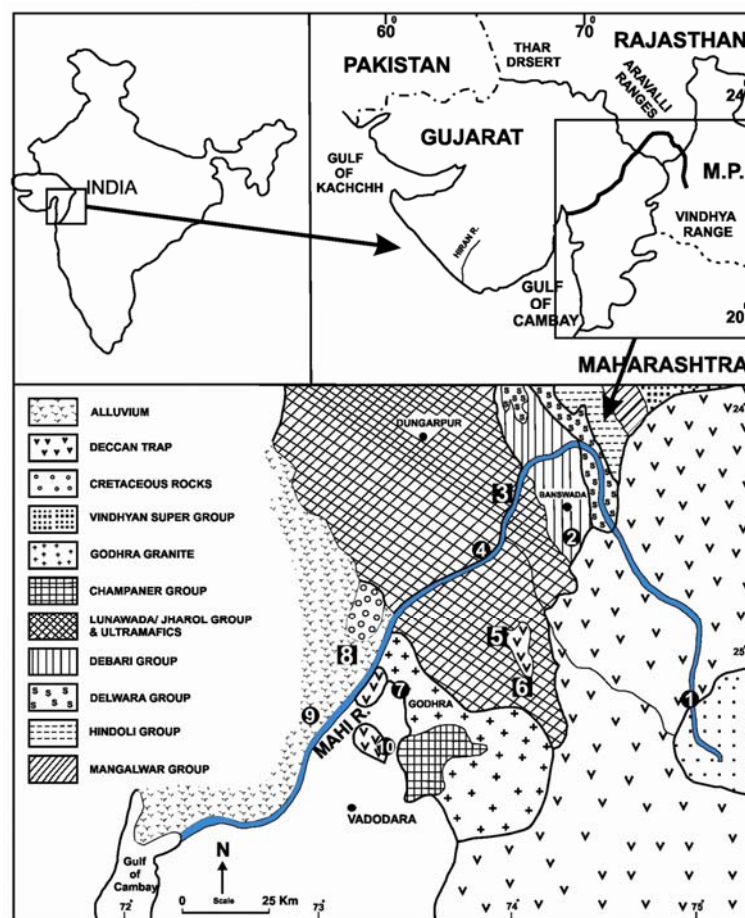 INDIA
60°
70°
THAR
DRSERT
RAJASTHAN
PAKISTAN
ARAVALLI
RANGES
24
GUJARAT
GULF
OF
KACHCHH
M.P.
HIRAN R.
VINDHYA
RANGE
GULF
OF
CAMBAY
20
MAHARASHTRA
ALLUVIUM
DECCAN TRAP
CRETACEOUS ROCKS
VINDHYAN SUPER GROUP
GODHRA GRANITE
CHAMPANER GROUP
LUNAWADA/ JHAROL GROUP
& ULTRAMAFICS
DEBARI GROUP
DELWARA GROUP
HINDOLI GROUP
MANGALWAR GROUP
24°
DUNGARPUR
3
BANSWADA
2
4
5
25°
8
6
7
1
GODHRA
9
MAHI R.
10
VADODARA
Gulf
of
Cambay
N
0 Scale 25 Km
72° 73° 74° 75°